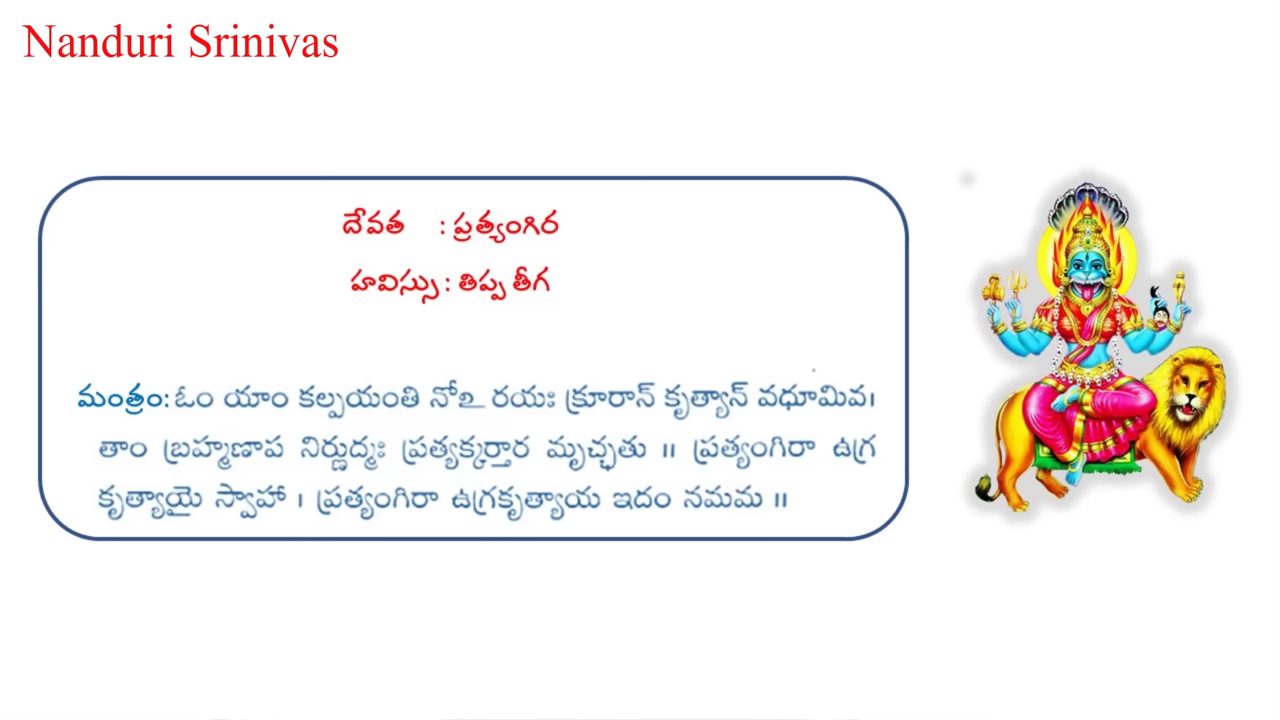 Nanduri Srinivas
దేవత : ప్రత్యంగిర
హవిస్సు : తిప్ప తీగ
మంత్రం: ఓం యాం కల్పయంతి నోఽ రయః క్రూరాన్ కృత్యాన్ వధూమివ।
తాం బ్రహ్మణాప నిర్ణుద్మః ప్రత్యక్కర్తార మృచ్ఛతు ॥ ప్రత్యంగిరా ఉగ్ర
కృత్యాయై స్వాహా । ప్రత్యంగిరా ఉగ్రకృత్యాయ ఇదం నమమ ॥